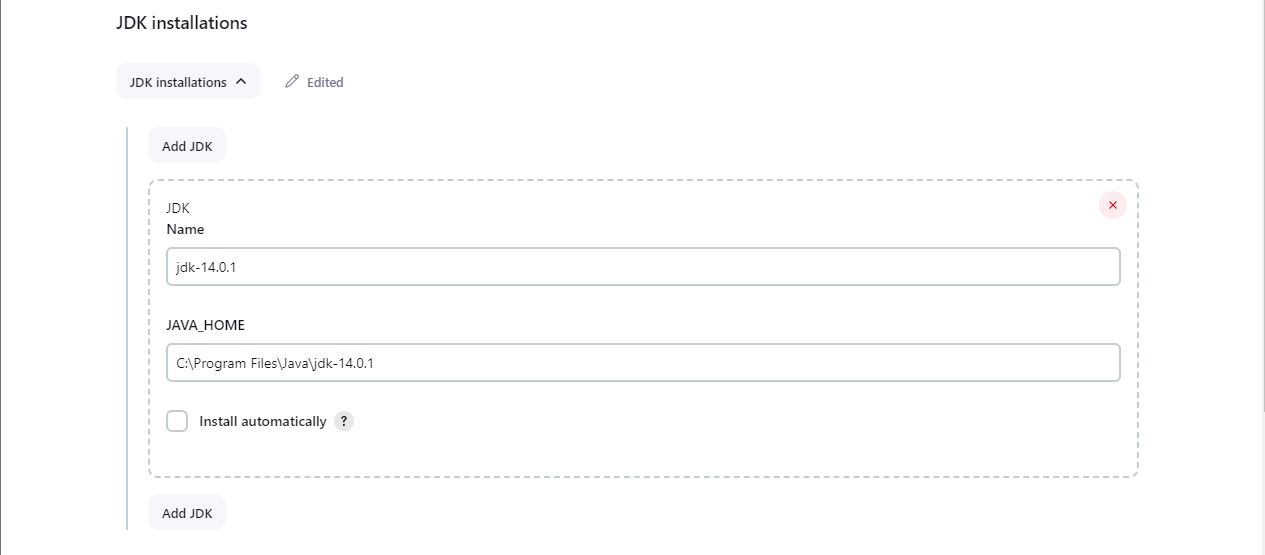 JDK installations
JDK installations
Edited
Add JDK
JDK
Name
jdk-14.0.1
JAVA_HOME
C:\Program Files\Java\jdk-14.0.1
Install automatically ?
Add JDK